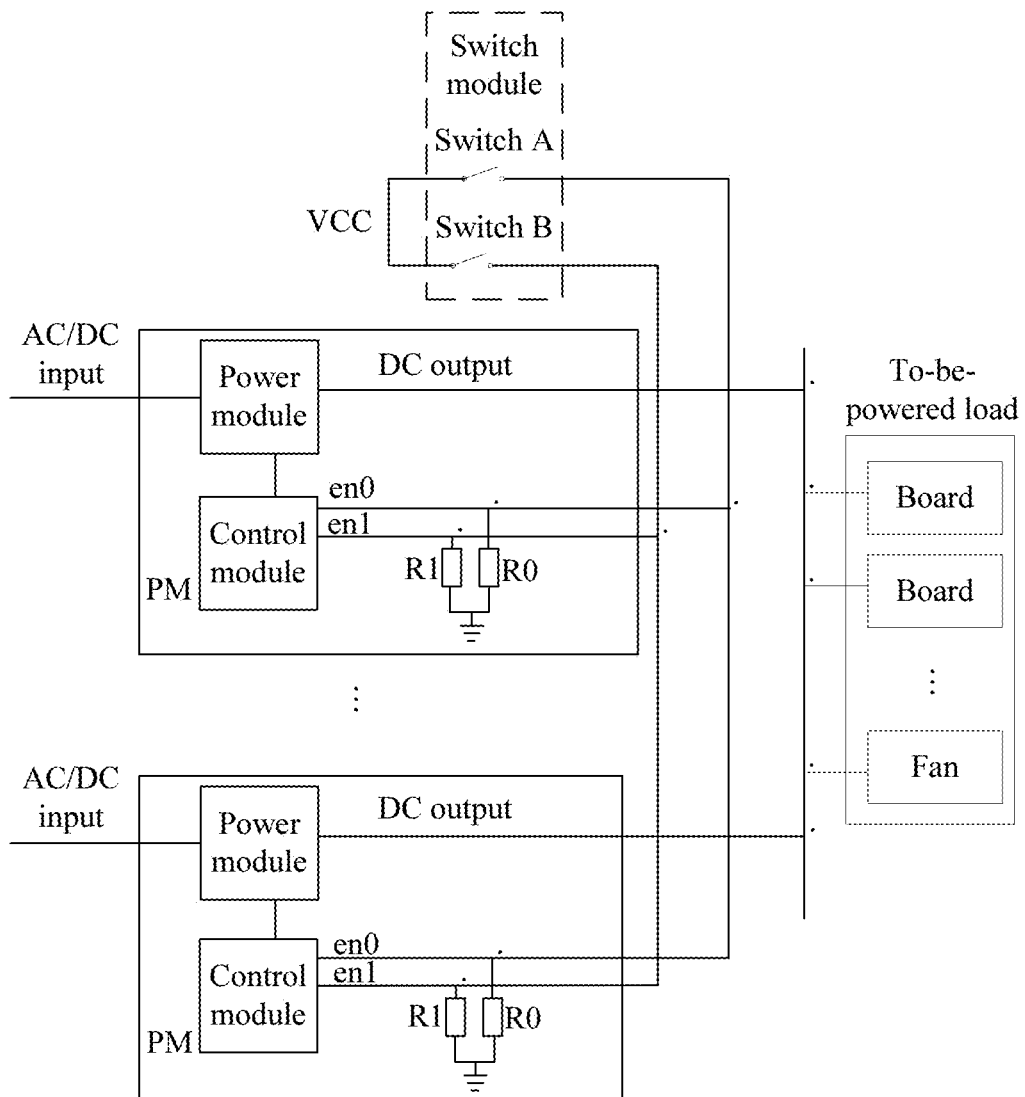 Switch
module
Switch A
VCC
Switch B
AC/DC
input
Power
module
DC output
To-be-
powered load
Board
Board
⋮
Fan
en0
en1
Control
module
R1
R0
PM
⋮
AC/DC
input
Power
module
DC output
en0
en1
Control
module
R1
R0
PM